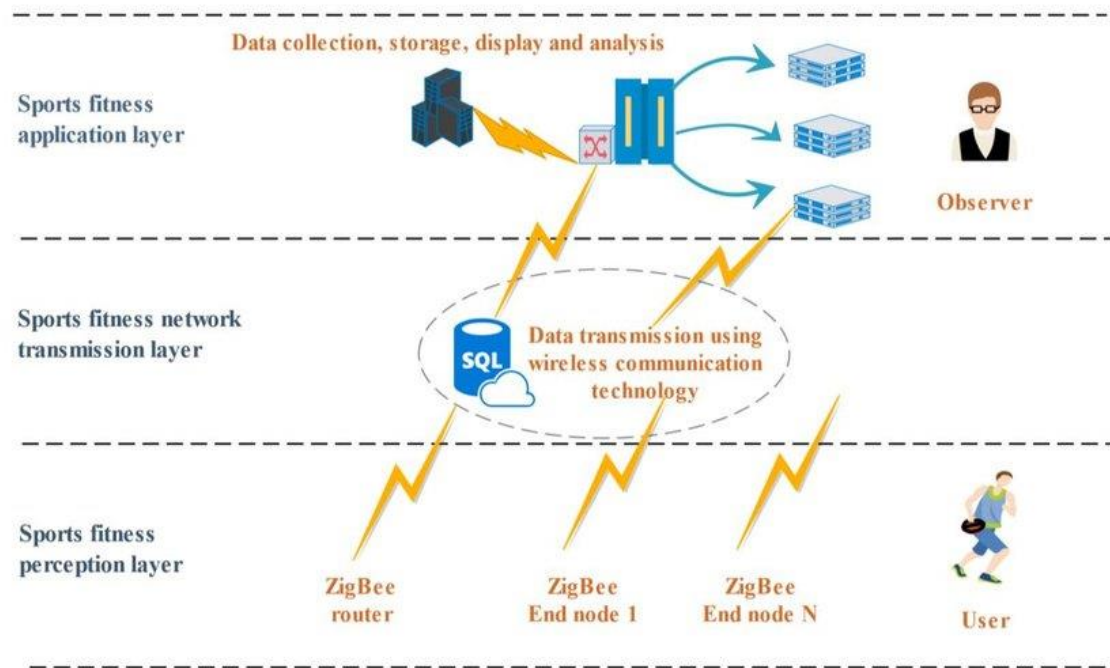 Data collection, storage, display and analysis
Sports fitness
application layer
Observer
Sports fitness network
transmission layer
SQL
Data transmission using
wireless communication
technology
Sports fitness
perception layer
ZigBee
router
ZigBee
End node 1
ZigBee
End node N
User